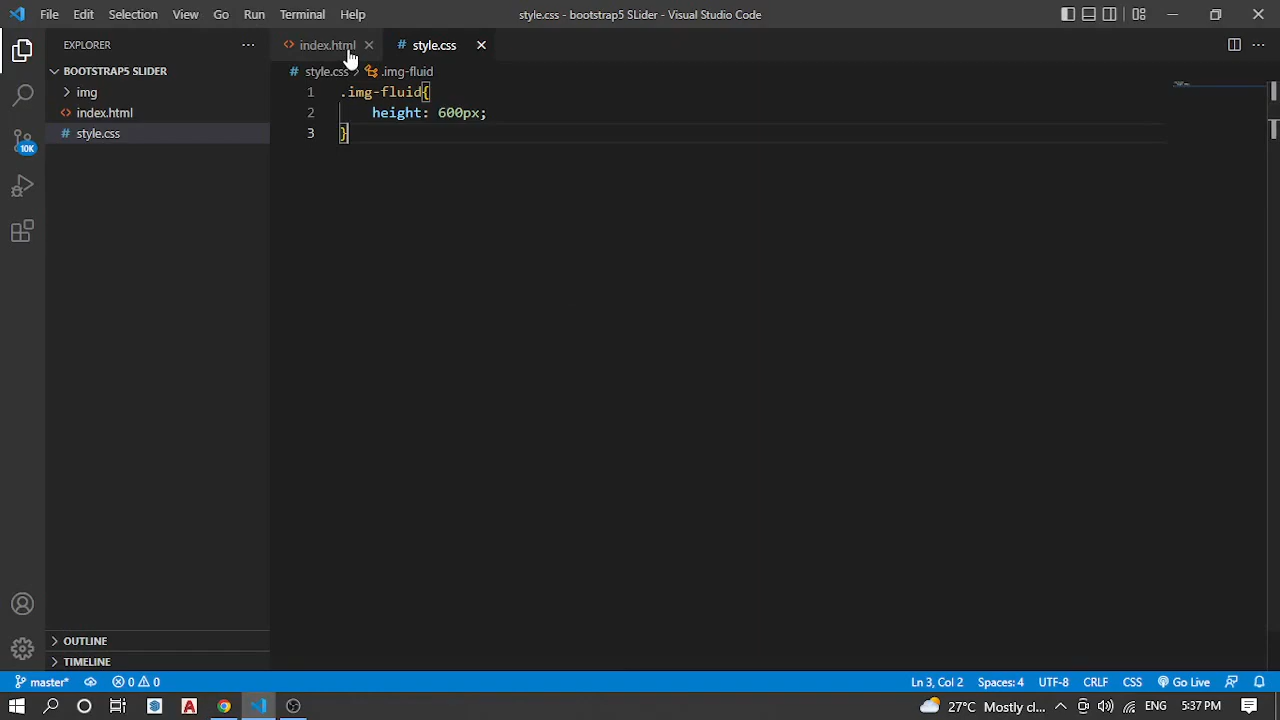 File Edit Selection View Go Run Terminal Help
style.css - bootstrap5 SLider - Visual Studio Code
EXPLORER
index.html
# style.css
BOOTSTRAP5 SLIDER
img
index.html
# style.css
# style.css > .img-fluid
1 .img-fluid{
2 height: 600px;
3 }
10K
OUTLINE
TIMELINE
master* 0 0
Ln 3, Col 2 Spaces: 4 UTF-8 CRLF CSS Go Live
27°C Mostly cl... ENG 5:37 PM